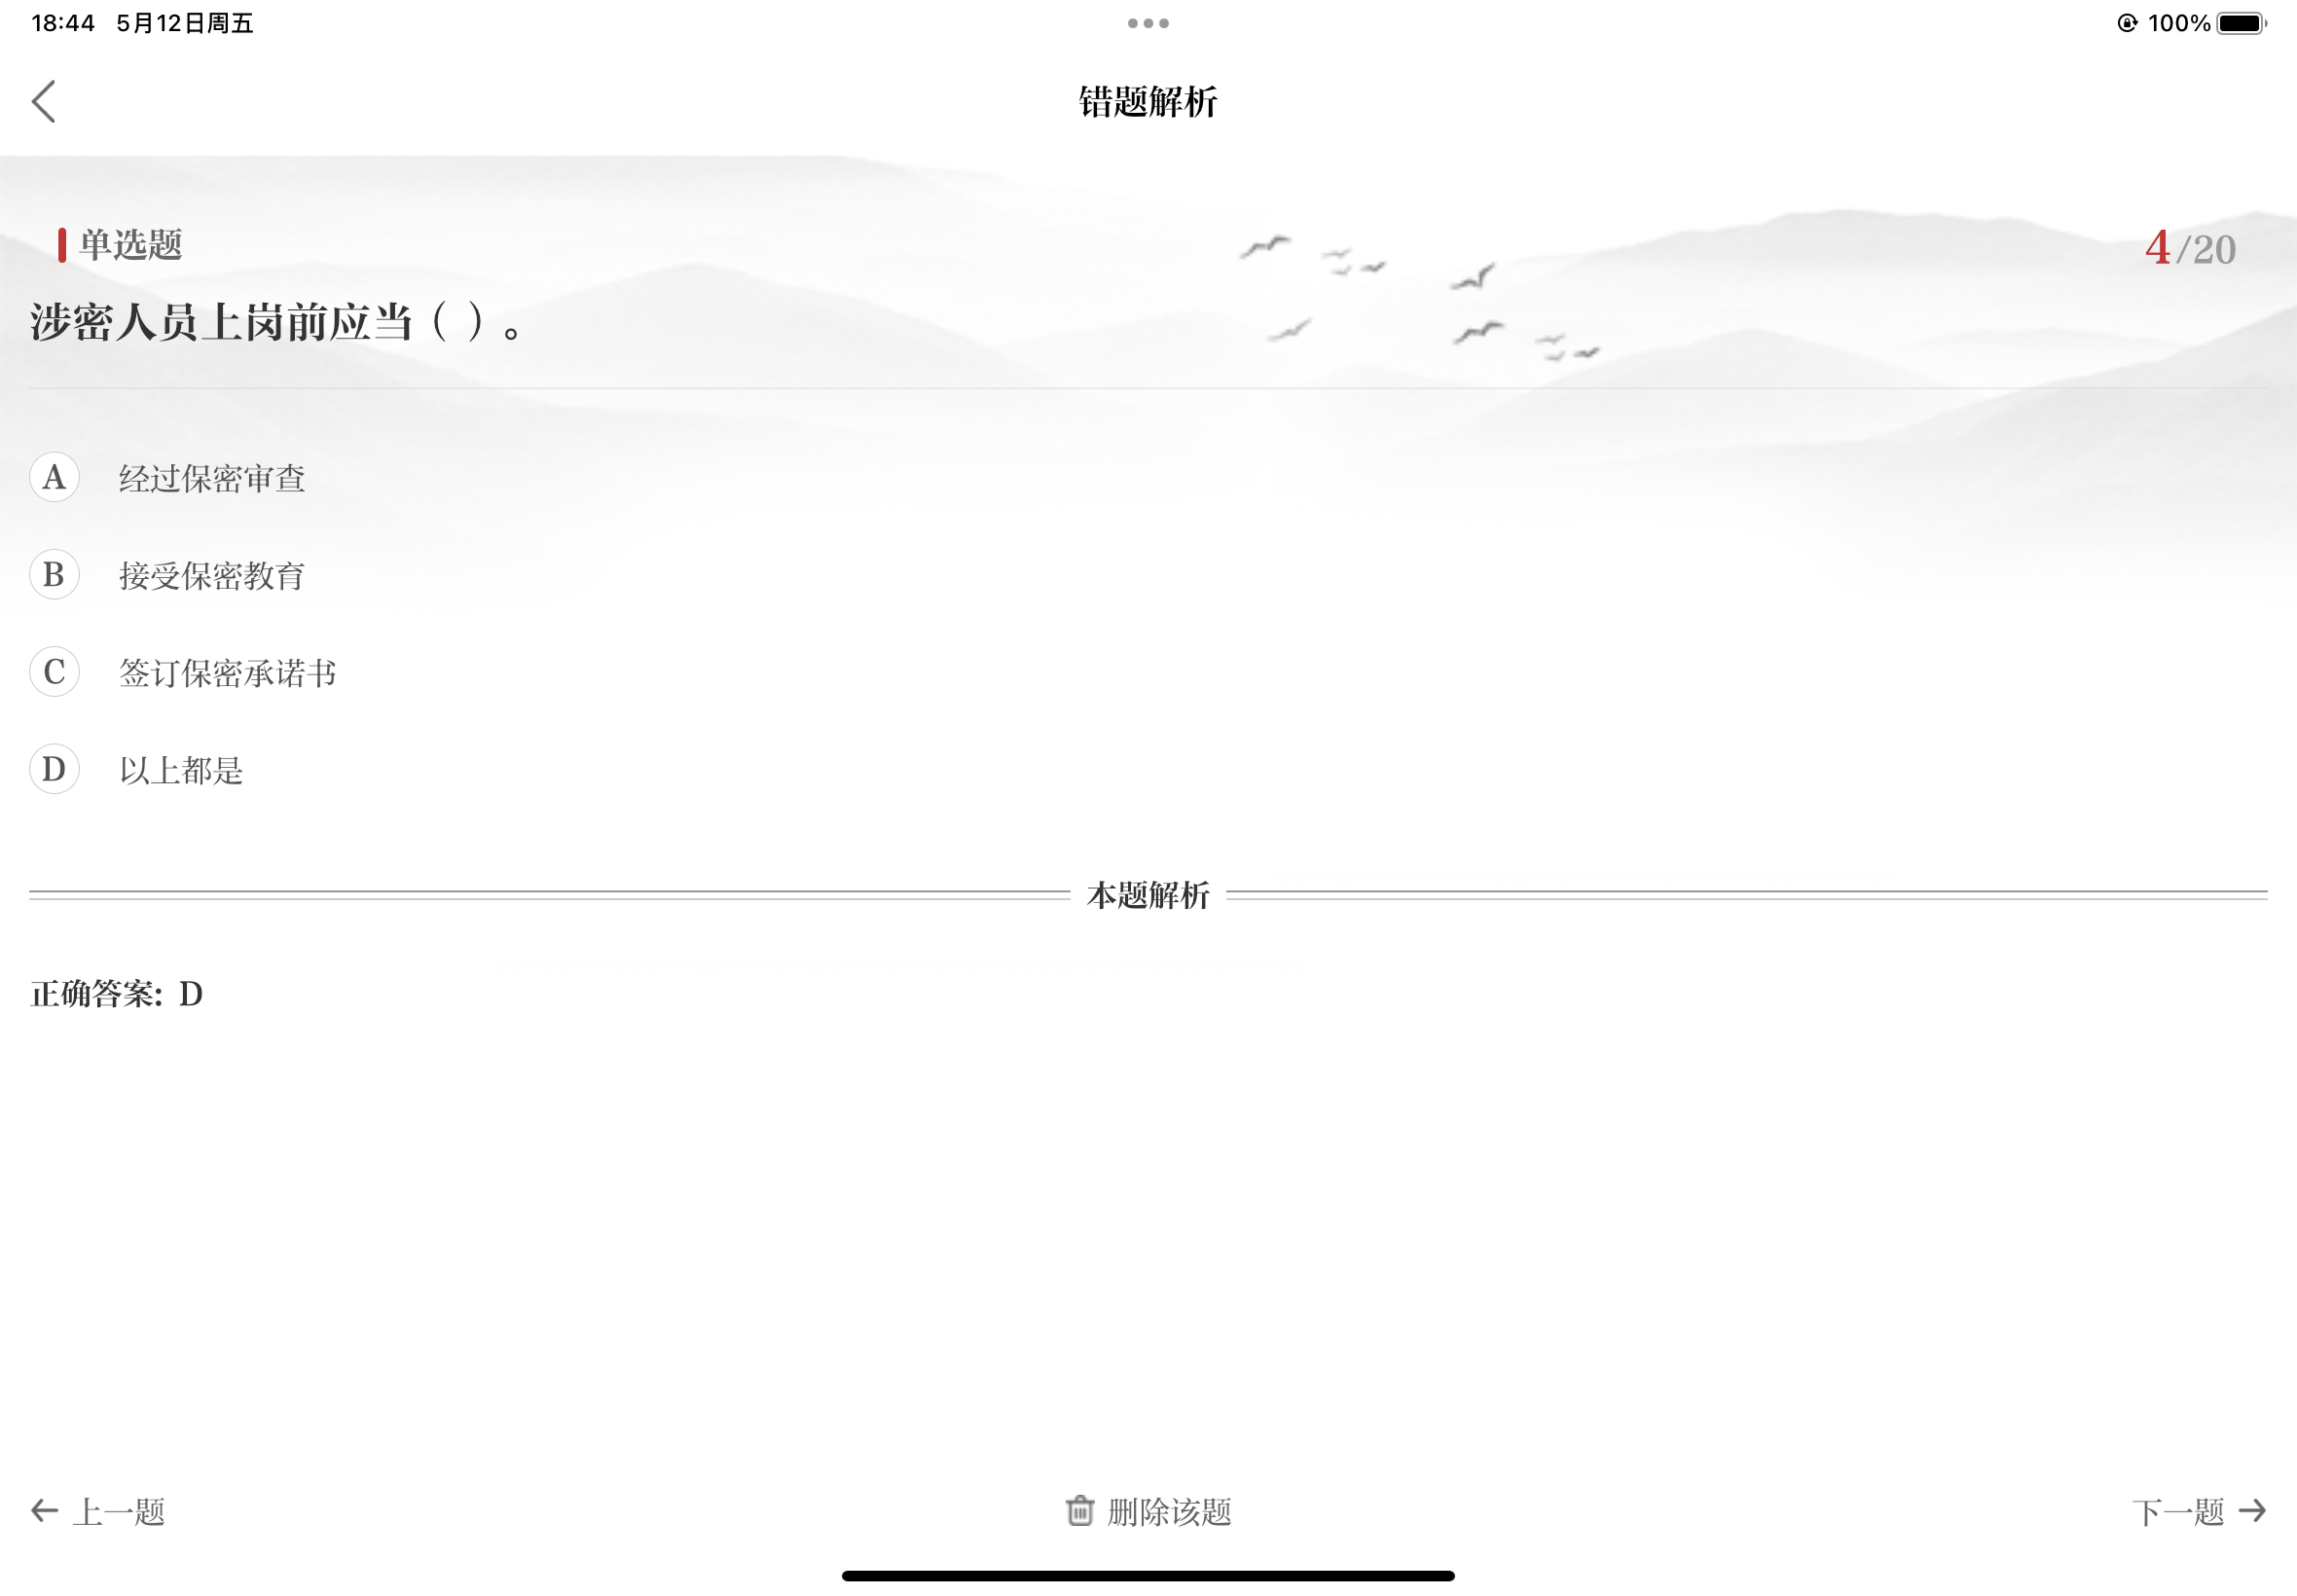 18:44 5月12日周五
100%
错题解析
单选题
4/20
涉密人员上岗前应当（ ）。
A 经过保密审查
B 接受保密教育
C 签订保密承诺书
D 以上都是
本题解析
正确答案: D
上一题
删除该题
下一题